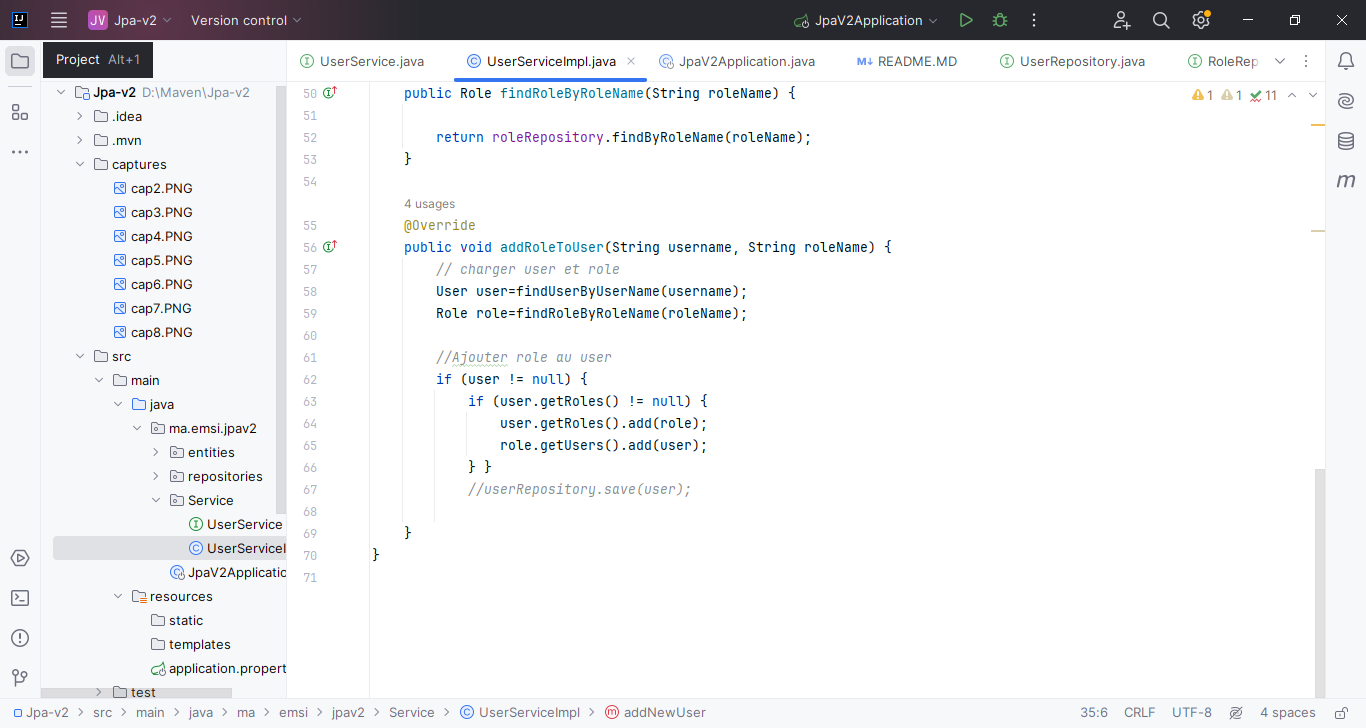 IJ
JV Jpa-v2 Version control JpaV2Application
Project Alt+1
UserService.java UserServiceImpl.java JpaV2Application.java M↓ README.MD UserRepository.java RoleRep
Jpa-v2 D:\Maven\Jpa-v2
.idea
.mvn
captures
cap2.PNG
cap3.PNG
cap4.PNG
cap5.PNG
cap6.PNG
cap7.PNG
cap8.PNG
src
main
java
ma.emsi.jpav2
entities
repositories
Service
UserService
UserServiceI
JpaV2Applicatio
resources
static
templates
application.propert
test
1 1 11
50 public Role findRoleByRoleName(String roleName) {
51
52 return roleRepository.findByRoleName(roleName);
53 }
54
4 usages
55 @Override
56 public void addRoleToUser(String username, String roleName) {
57 // charger user et role
58 User user=findUserByUserName(username);
59 Role role=findRoleByRoleName(roleName);
60
61 //Ajouter role au user
62 if (user != null) {
63 if (user.getRoles() != null) {
64 user.getRoles().add(role);
65 role.getUsers().add(user);
66 } }
67 //userRepository.save(user);
68
69 }
70 }
71
m
Jpa-v2 > src > main > java > ma > emsi > jpav2 > Service > UserServiceImpl > addNewUser
35:6 CRLF UTF-8 4 spaces